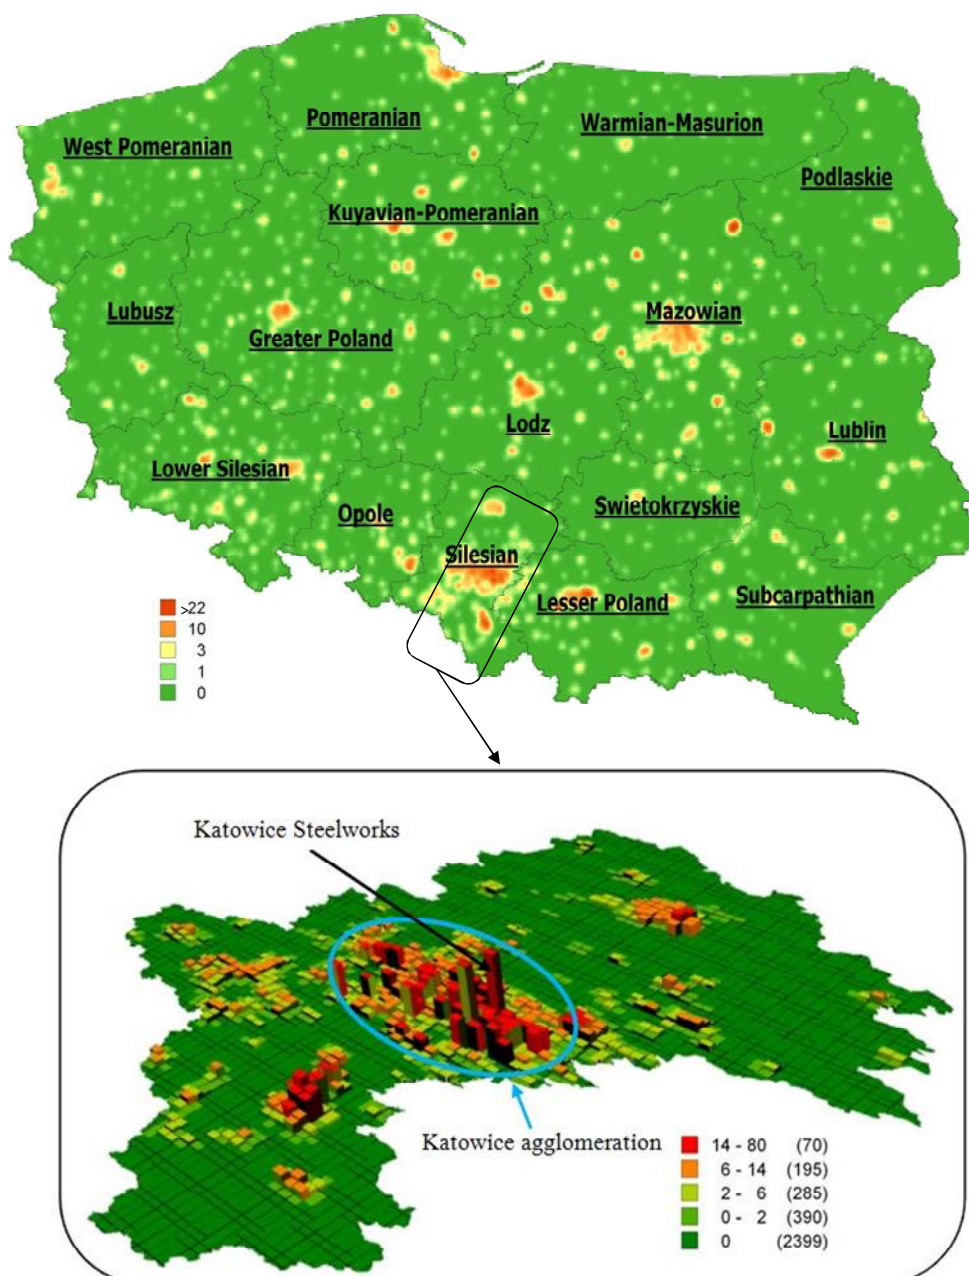 Pomeranian
Warmian-Masurion
West Pomeranian
Podlaskie
Kuyavian-Pomeranian
Lubusz
Mazowian
Greater Poland
Lodz
Lublin
Lower Silesian
Opole
Swietokrzyskie
Silesian
Lesser Poland
Subcarpathian
>22
10
3
1
0
Katowice Steelworks
Katowice agglomeration
14 - 80 (70)
6 - 14 (195)
2 - 6 (285)
0 - 2 (390)
0 (2399)